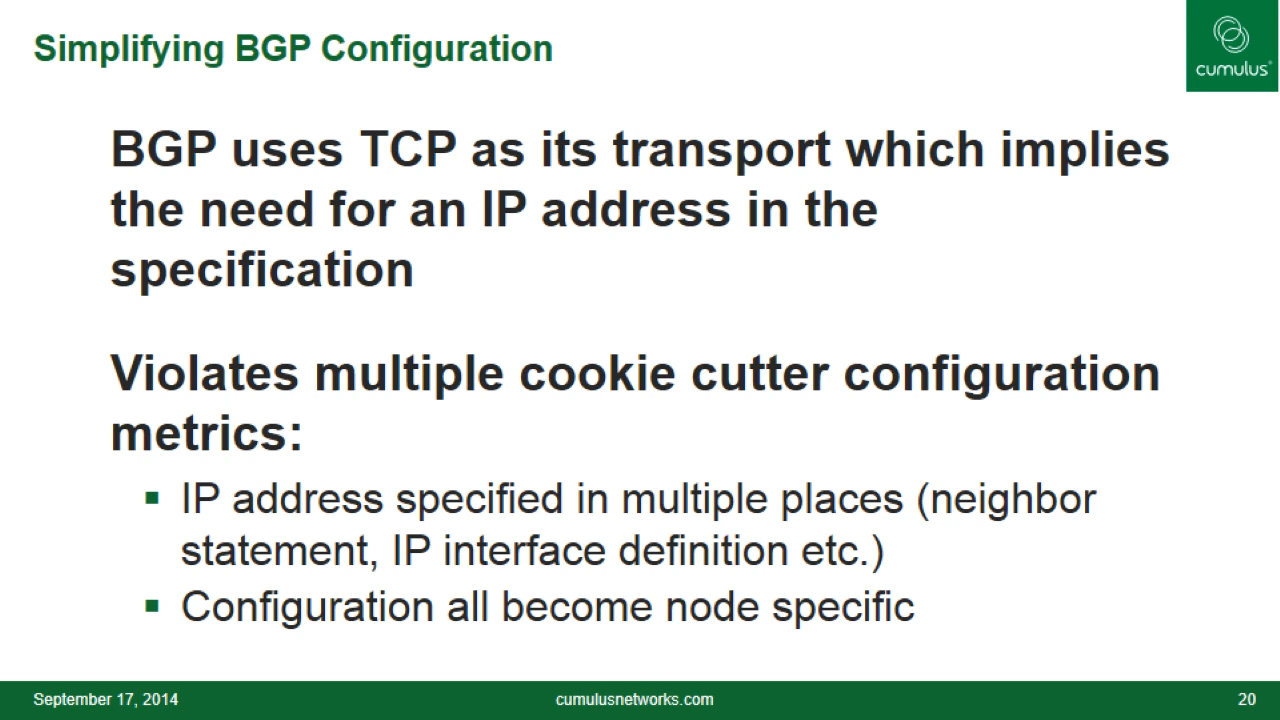 Simplifying BGP Configuration
cumulus
BGP uses TCP as its transport which implies
the need for an IP address in the
specification
Violates multiple cookie cutter configuration
metrics:
▪ IP address specified in multiple places (neighbor
statement, IP interface definition etc.)
▪ Configuration all become node specific
September 17, 2014
cumulusnetworks.com
20